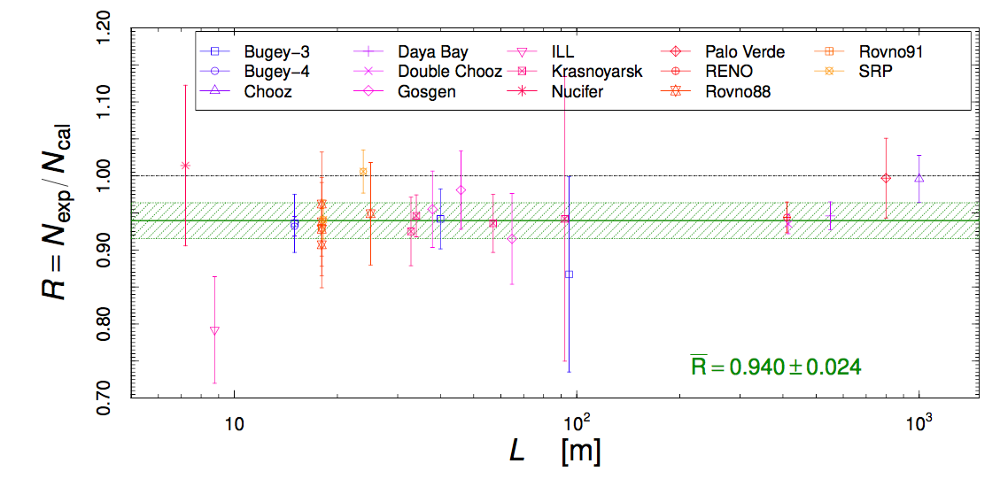 R = N_exp / N_cal
1.20
1.10
1.00
0.90
0.80
0.70
Bugey−3
Bugey−4
Chooz
Daya Bay
Double Chooz
Gosgen
ILL
Krasnoyarsk
Nucifer
Palo Verde
RENO
Rovno88
Rovno91
SRP
R̅ = 0.940 ± 0.024
10
10²
10³
L [m]